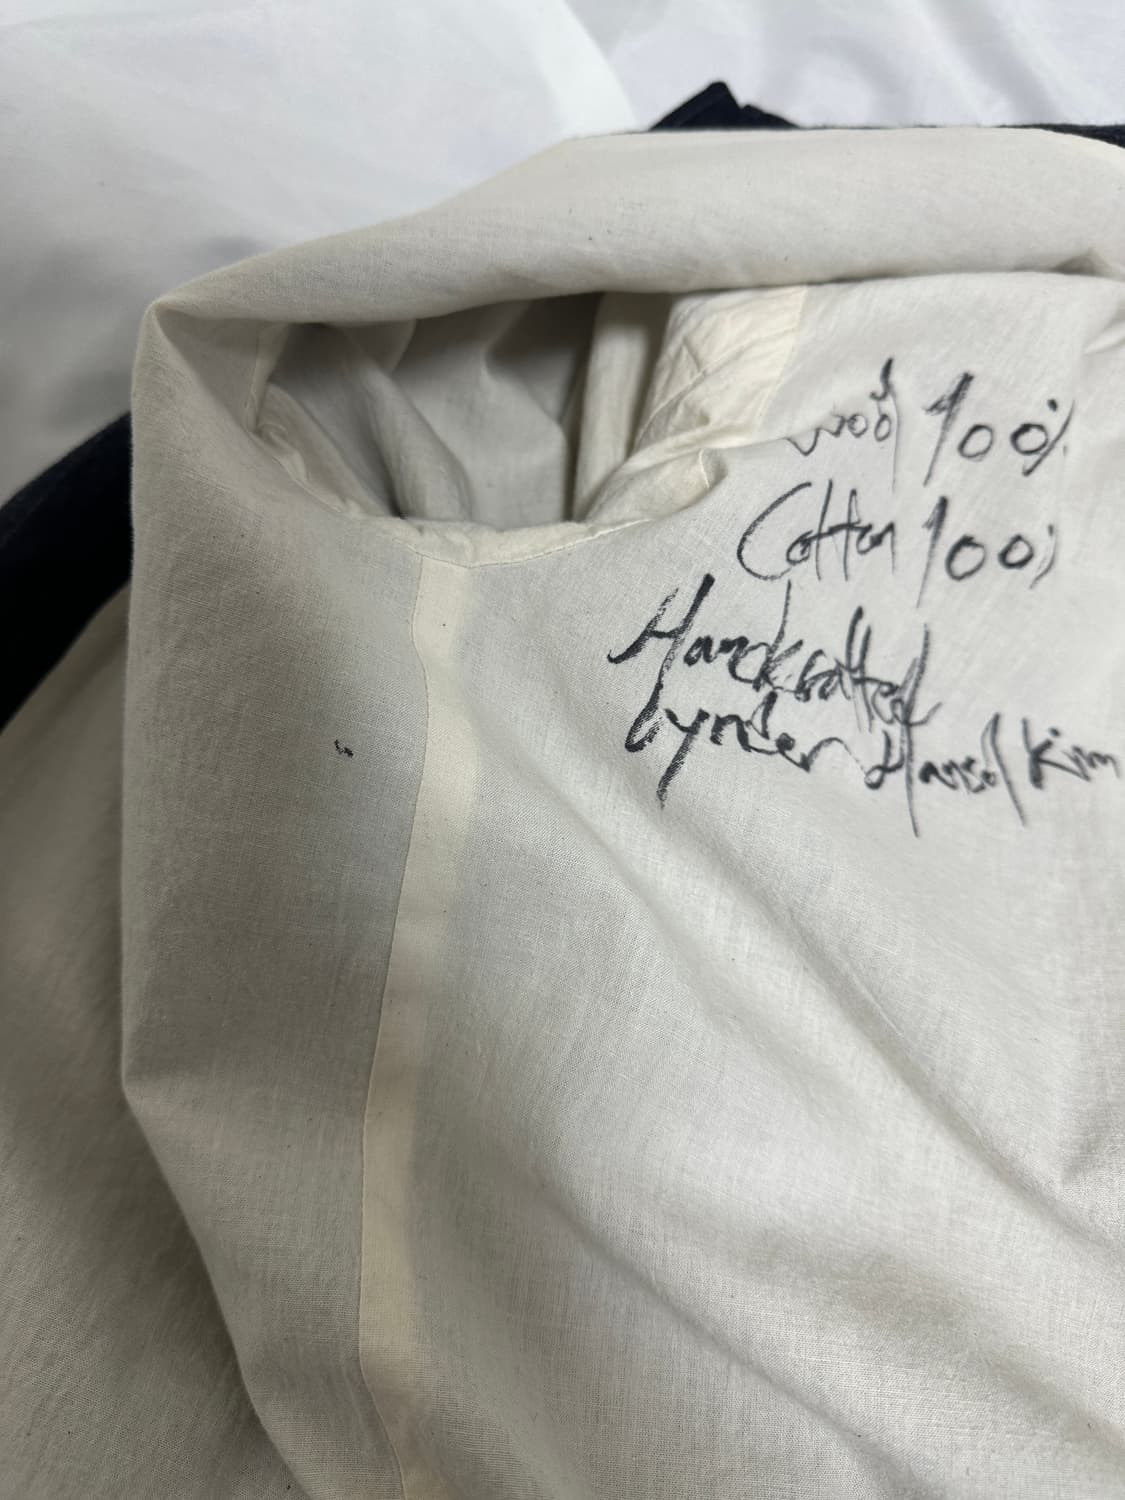 Wool 100%
Cotton 100%
Handcrafted
by
Hansol Kim